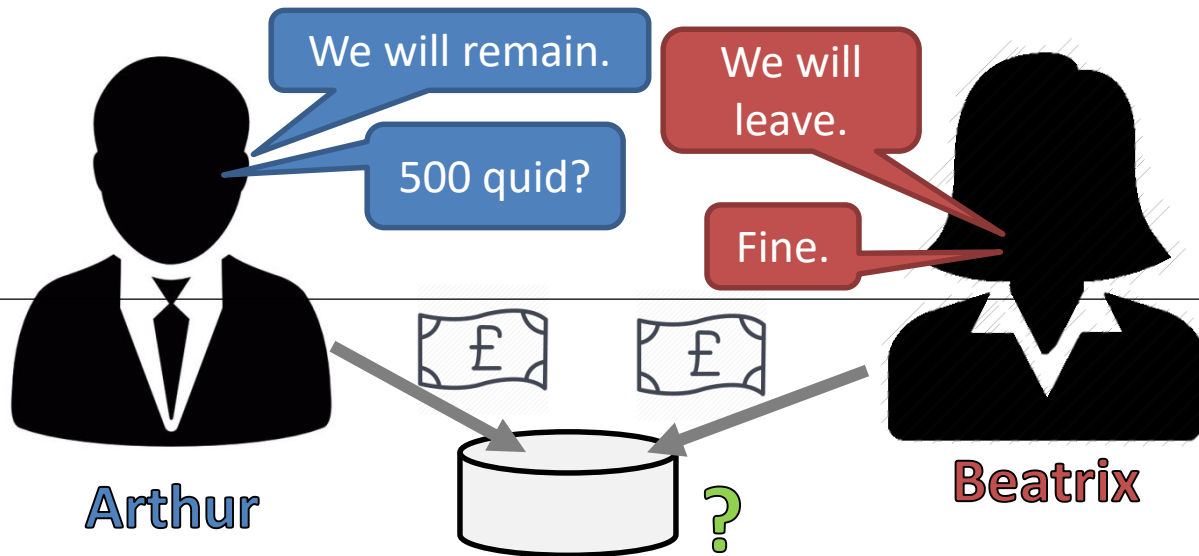 We will remain.
500 quid?
We will
leave.
Fine.
£
£
Arthur
?
Beatrix